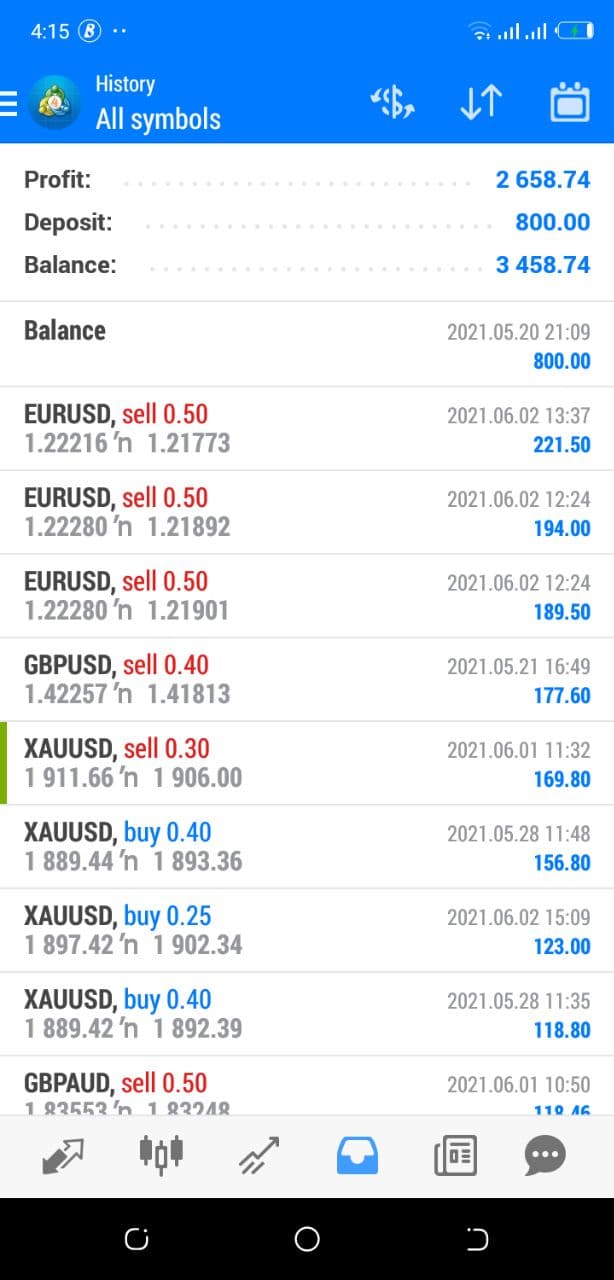 4:15
History
All symbols
Profit: 2 658.74
Deposit: 800.00
Balance: 3 458.74
Balance 2021.05.20 21:09
800.00
EURUSD, sell 0.50 2021.06.02 13:37
1.22216 'n 1.21773 221.50
EURUSD, sell 0.50 2021.06.02 12:24
1.22280 'n 1.21892 194.00
EURUSD, sell 0.50 2021.06.02 12:24
1.22280 'n 1.21901 189.50
GBPUSD, sell 0.40 2021.05.21 16:49
1.42257 'n 1.41813 177.60
XAUUSD, sell 0.30 2021.06.01 11:32
1 911.66 'n 1 906.00 169.80
XAUUSD, buy 0.40 2021.05.28 11:48
1 889.44 'n 1 893.36 156.80
XAUUSD, buy 0.25 2021.06.02 15:09
1 897.42 'n 1 902.34 123.00
XAUUSD, buy 0.40 2021.05.28 11:35
1 889.42 'n 1 892.39 118.80
GBPAUD, sell 0.50 2021.06.01 10:50
1.83553 'n 1.83248 118.46